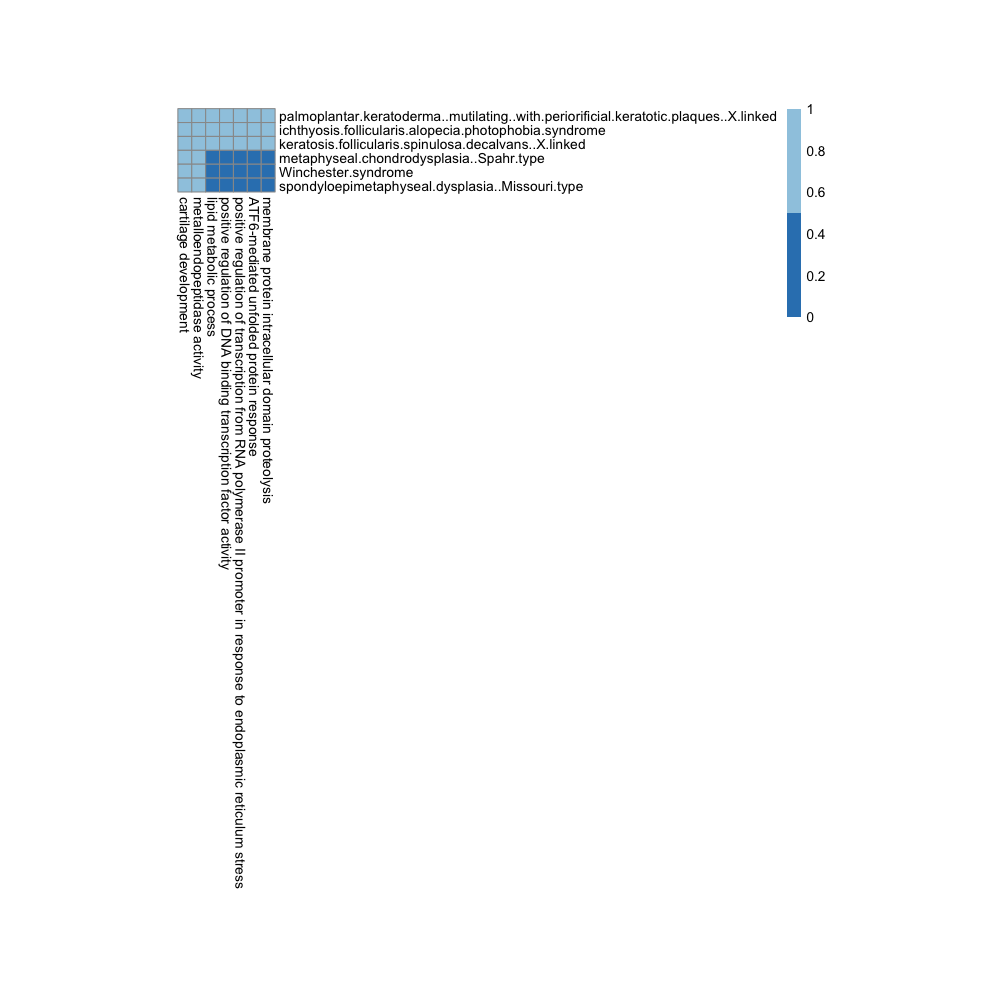 palmoplantar.keratoderma..mutilating..with.periorificial.keratotic.plaques..X.linked
ichthyosis.follicularis.alopecia.photophobia.syndrome
keratosis.follicularis.spinulosa.decalvans..X.linked
metaphyseal.chondrodysplasia..Spahr.type
Winchester.syndrome
spondyloepimetaphyseal.dysplasia..Missouri.type
1
0.8
0.6
0.4
0.2
0
cartilage development
metalloendopeptidase activity
lipid metabolic process
positive regulation of DNA binding transcription factor activity
positive regulation of transcription from RNA polymerase II promoter in response to endoplasmic reticulum stress
ATF6-mediated unfolded protein response
membrane protein intracellular domain proteolysis